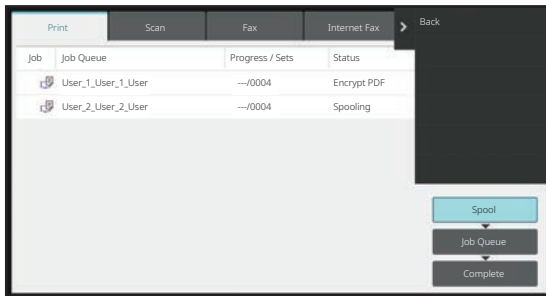 Print Scan Fax Internet Fax Back
Job Job Queue Progress / Sets Status
User_1_User_1_User ---/0004 Encrypt PDF
User_2_User_2_User ---/0004 Spooling
Spool
Job Queue
Complete